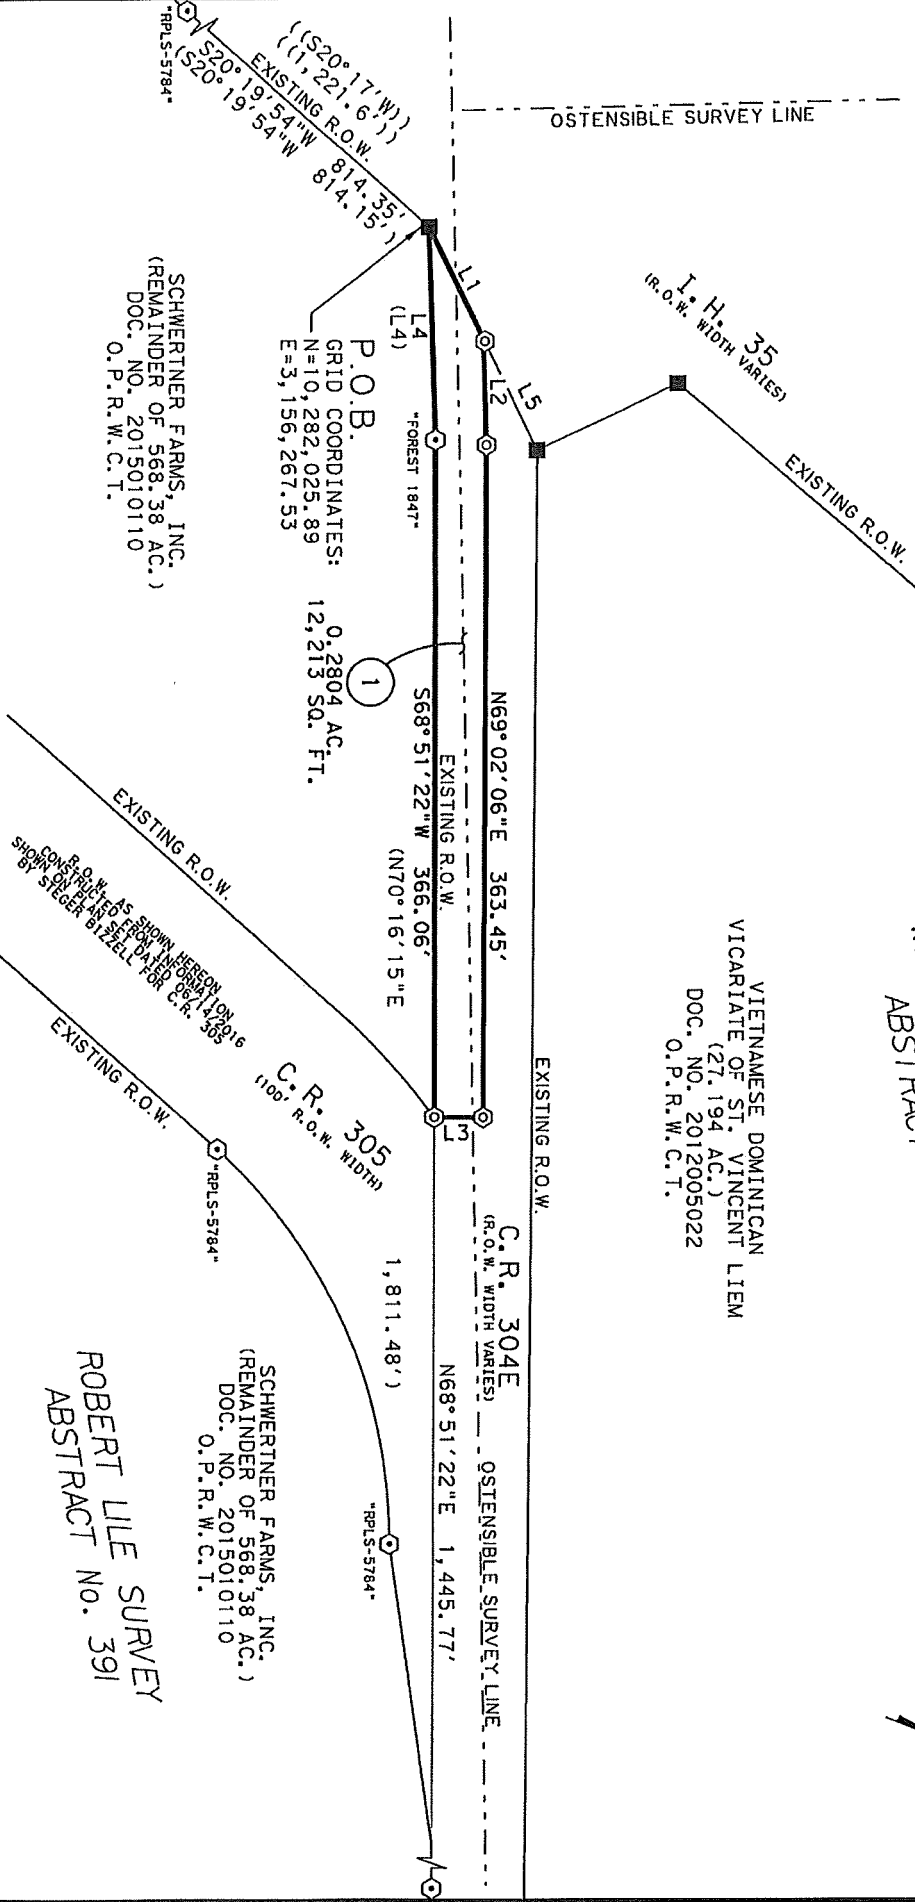 "RPLS-5784"
((S20°17'W))
((1,221.6'))
EXISTING R.O.W.
S20°19'54"W 814.35'
(S20°19'54"W 814.15')
OSTENSIBLE SURVEY LINE
I.H. 35
(R.O.W. WIDTH VARIES)
EXISTING R.O.W.
L1
L2
L5
L4
(L4)
"FOREST 1847"
P.O.B.
GRID COORDINATES:
N=10,282,025.89
E=3,156,267.53
SCHWERTNER FARMS, INC.
(REMAINDER OF 568.38 AC.)
DOC. NO. 2015010110
O.P.R.W.C.T.
0.2804 AC.
12,213 SQ. FT.
1
N69°02'06"E 363.45'
EXISTING R.O.W.
S68°51'22"W 366.06'
(N70°16'15"E
1,811.48')
L3
EXISTING R.O.W.
EXISTING R.O.W.
R.O.W. AS SHOWN HEREON
CONSTRUCTED FROM INFORMATION
SHOWN ON PLAN SET DATED 06/14/2016
BY STEGER BIZZELL FOR C.R. 305
EXISTING R.O.W.
C.R. 305
(100' R.O.W. WIDTH)
"RPLS-5784"
VIETNAMESE DOMINICAN
VICARIATE OF ST. VINCENT LIEM
(27.194 AC.)
DOC. NO. 2012005022
O.P.R.W.C.T.
ABSTRACT
C.R. 304E
(R.O.W. WIDTH VARIES)
OSTENSIBLE SURVEY LINE
N68°51'22"E 1,445.77'
"RPLS-5784"
SCHWERTNER FARMS, INC.
(REMAINDER OF 568.38 AC.)
DOC. NO. 2015010110
O.P.R.W.C.T.
ROBERT LILE SURVEY
ABSTRACT No. 391